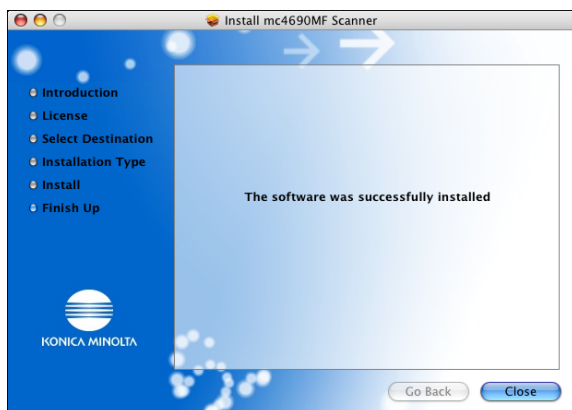 Install mc4690MF Scanner
Introduction
License
Select Destination
Installation Type
Install
Finish Up
The software was successfully installed
KONICA MINOLTA
Go Back
Close